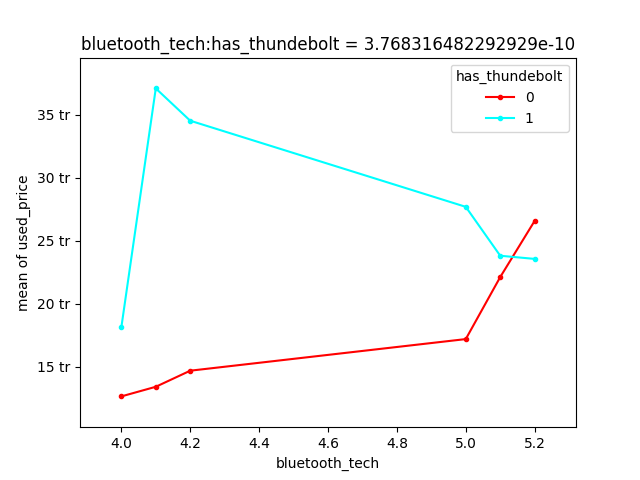 bluetooth_tech:has_thundebolt = 3.768316482292929e-10
has_thundebolt
0
1
35 tr
30 tr
25 tr
20 tr
15 tr
mean of used_price
4.0 4.2 4.4 4.6 4.8 5.0 5.2
bluetooth_tech